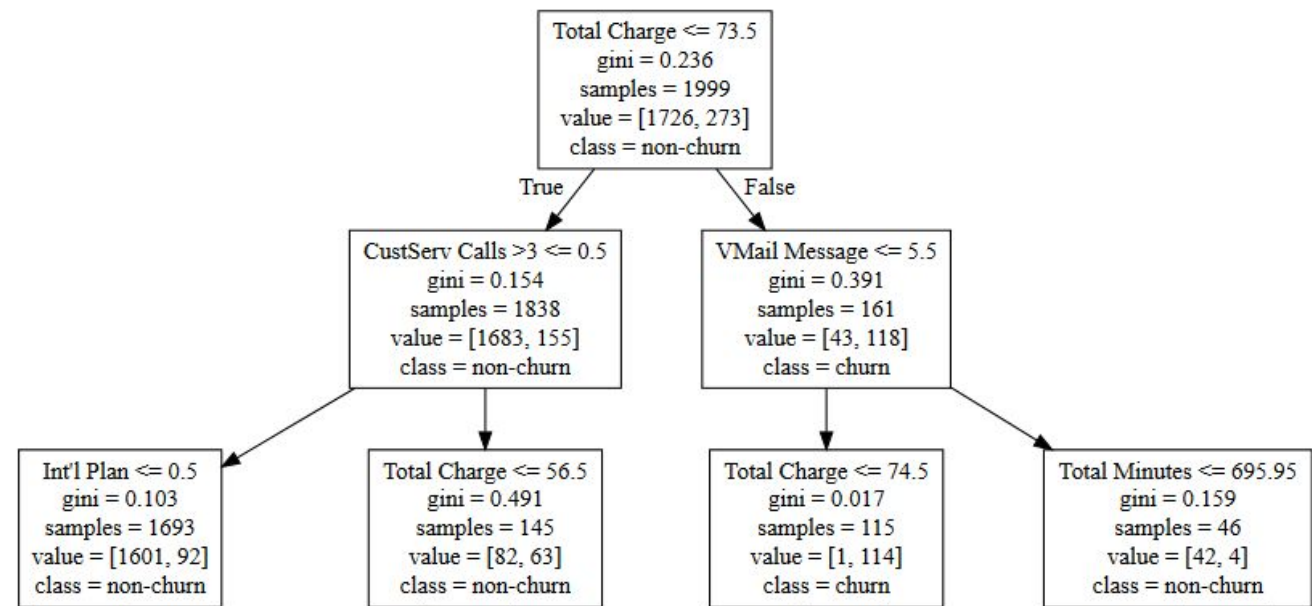 Total Charge <= 73.5
gini = 0.236
samples = 1999
value = [1726, 273]
class = non-churn
True
False
CustServ Calls >3 <= 0.5
gini = 0.154
samples = 1838
value = [1683, 155]
class = non-churn
VMail Message <= 5.5
gini = 0.391
samples = 161
value = [43, 118]
class = churn
Int'l Plan <= 0.5
gini = 0.103
samples = 1693
value = [1601, 92]
class = non-churn
Total Charge <= 56.5
gini = 0.491
samples = 145
value = [82, 63]
class = non-churn
Total Charge <= 74.5
gini = 0.017
samples = 115
value = [1, 114]
class = churn
Total Minutes <= 695.95
gini = 0.159
samples = 46
value = [42, 4]
class = non-churn